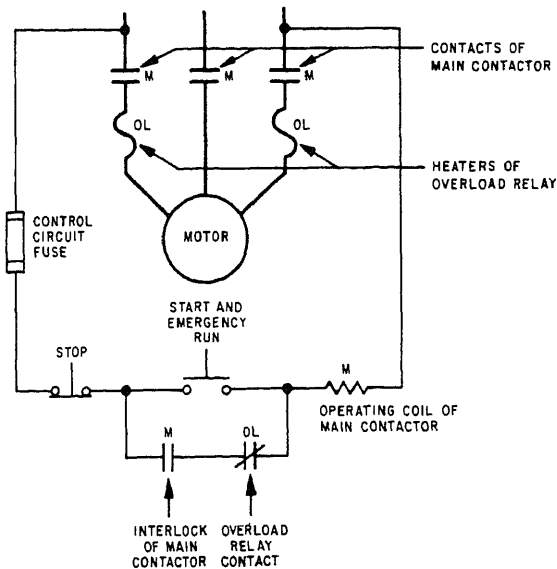 CONTACTS OF
MAIN CONTACTOR
M
M
M
OL
OL
HEATERS OF
OVERLOAD RELAY
CONTROL
CIRCUIT
FUSE
MOTOR
START AND
EMERGENCY
RUN
STOP
M
OPERATING COIL OF
MAIN CONTACTOR
M
OL
INTERLOCK
OF MAIN
CONTACTOR
OVERLOAD
RELAY
CONTACT